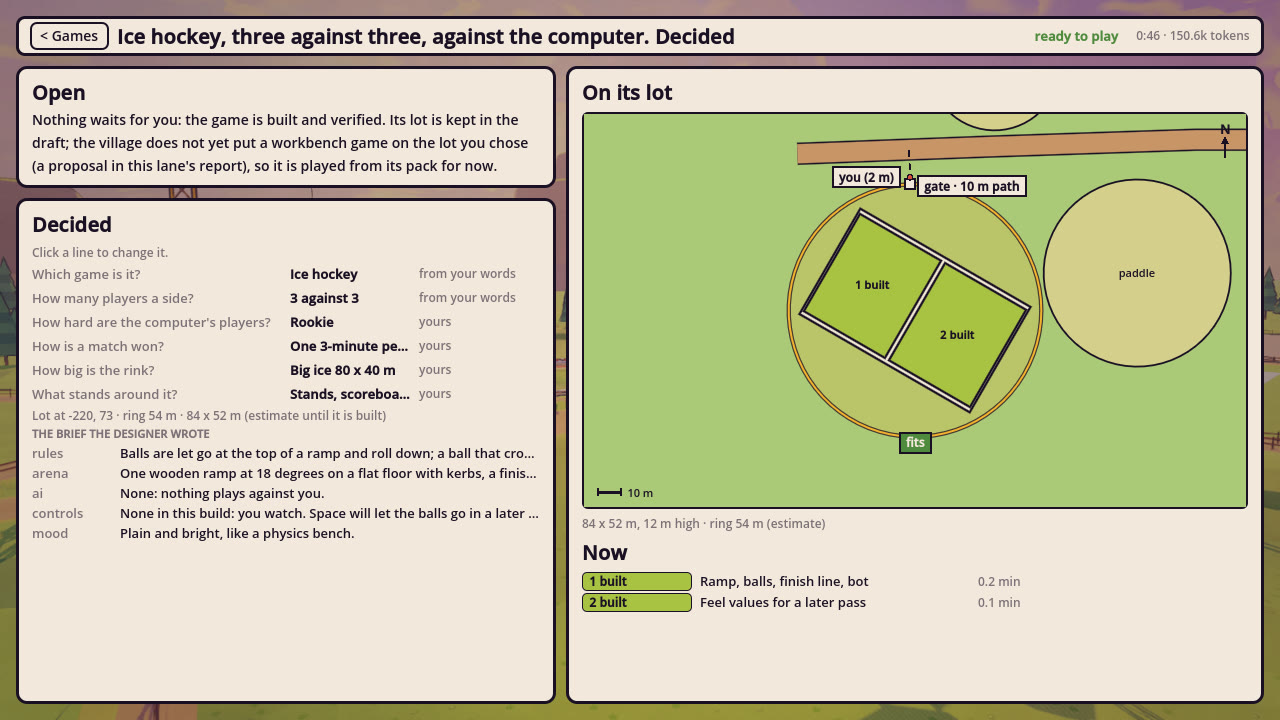 < Games
Ice hockey, three against three, against the computer. Decided
ready to play
0:46 · 150.6k tokens
Open
Nothing waits for you: the game is built and verified. Its lot is kept in the
draft; the village does not yet put a workbench game on the lot you chose
(a proposal in this lane's report), so it is played from its pack for now.
Decided
Click a line to change it.
Which game is it? Ice hockey from your words
How many players a side? 3 against 3 from your words
How hard are the computer's players? Rookie yours
How is a match won? One 3-minute pe... yours
How big is the rink? Big ice 80 x 40 m yours
What stands around it? Stands, scoreboa... yours
Lot at -220, 73 · ring 54 m · 84 x 52 m (estimate until it is built)
THE BRIEF THE DESIGNER WROTE
rules Balls are let go at the top of a ramp and roll down; a ball that cro...
arena One wooden ramp at 18 degrees on a flat floor with kerbs, a finis...
ai None: nothing plays against you.
controls None in this build: you watch. Space will let the balls go in a later ...
mood Plain and bright, like a physics bench.
On its lot
N
you (2 m)
gate · 10 m path
paddle
1 built
2 built
fits
10 m
84 x 52 m, 12 m high · ring 54 m (estimate)
Now
1 built Ramp, balls, finish line, bot 0.2 min
2 built Feel values for a later pass 0.1 min